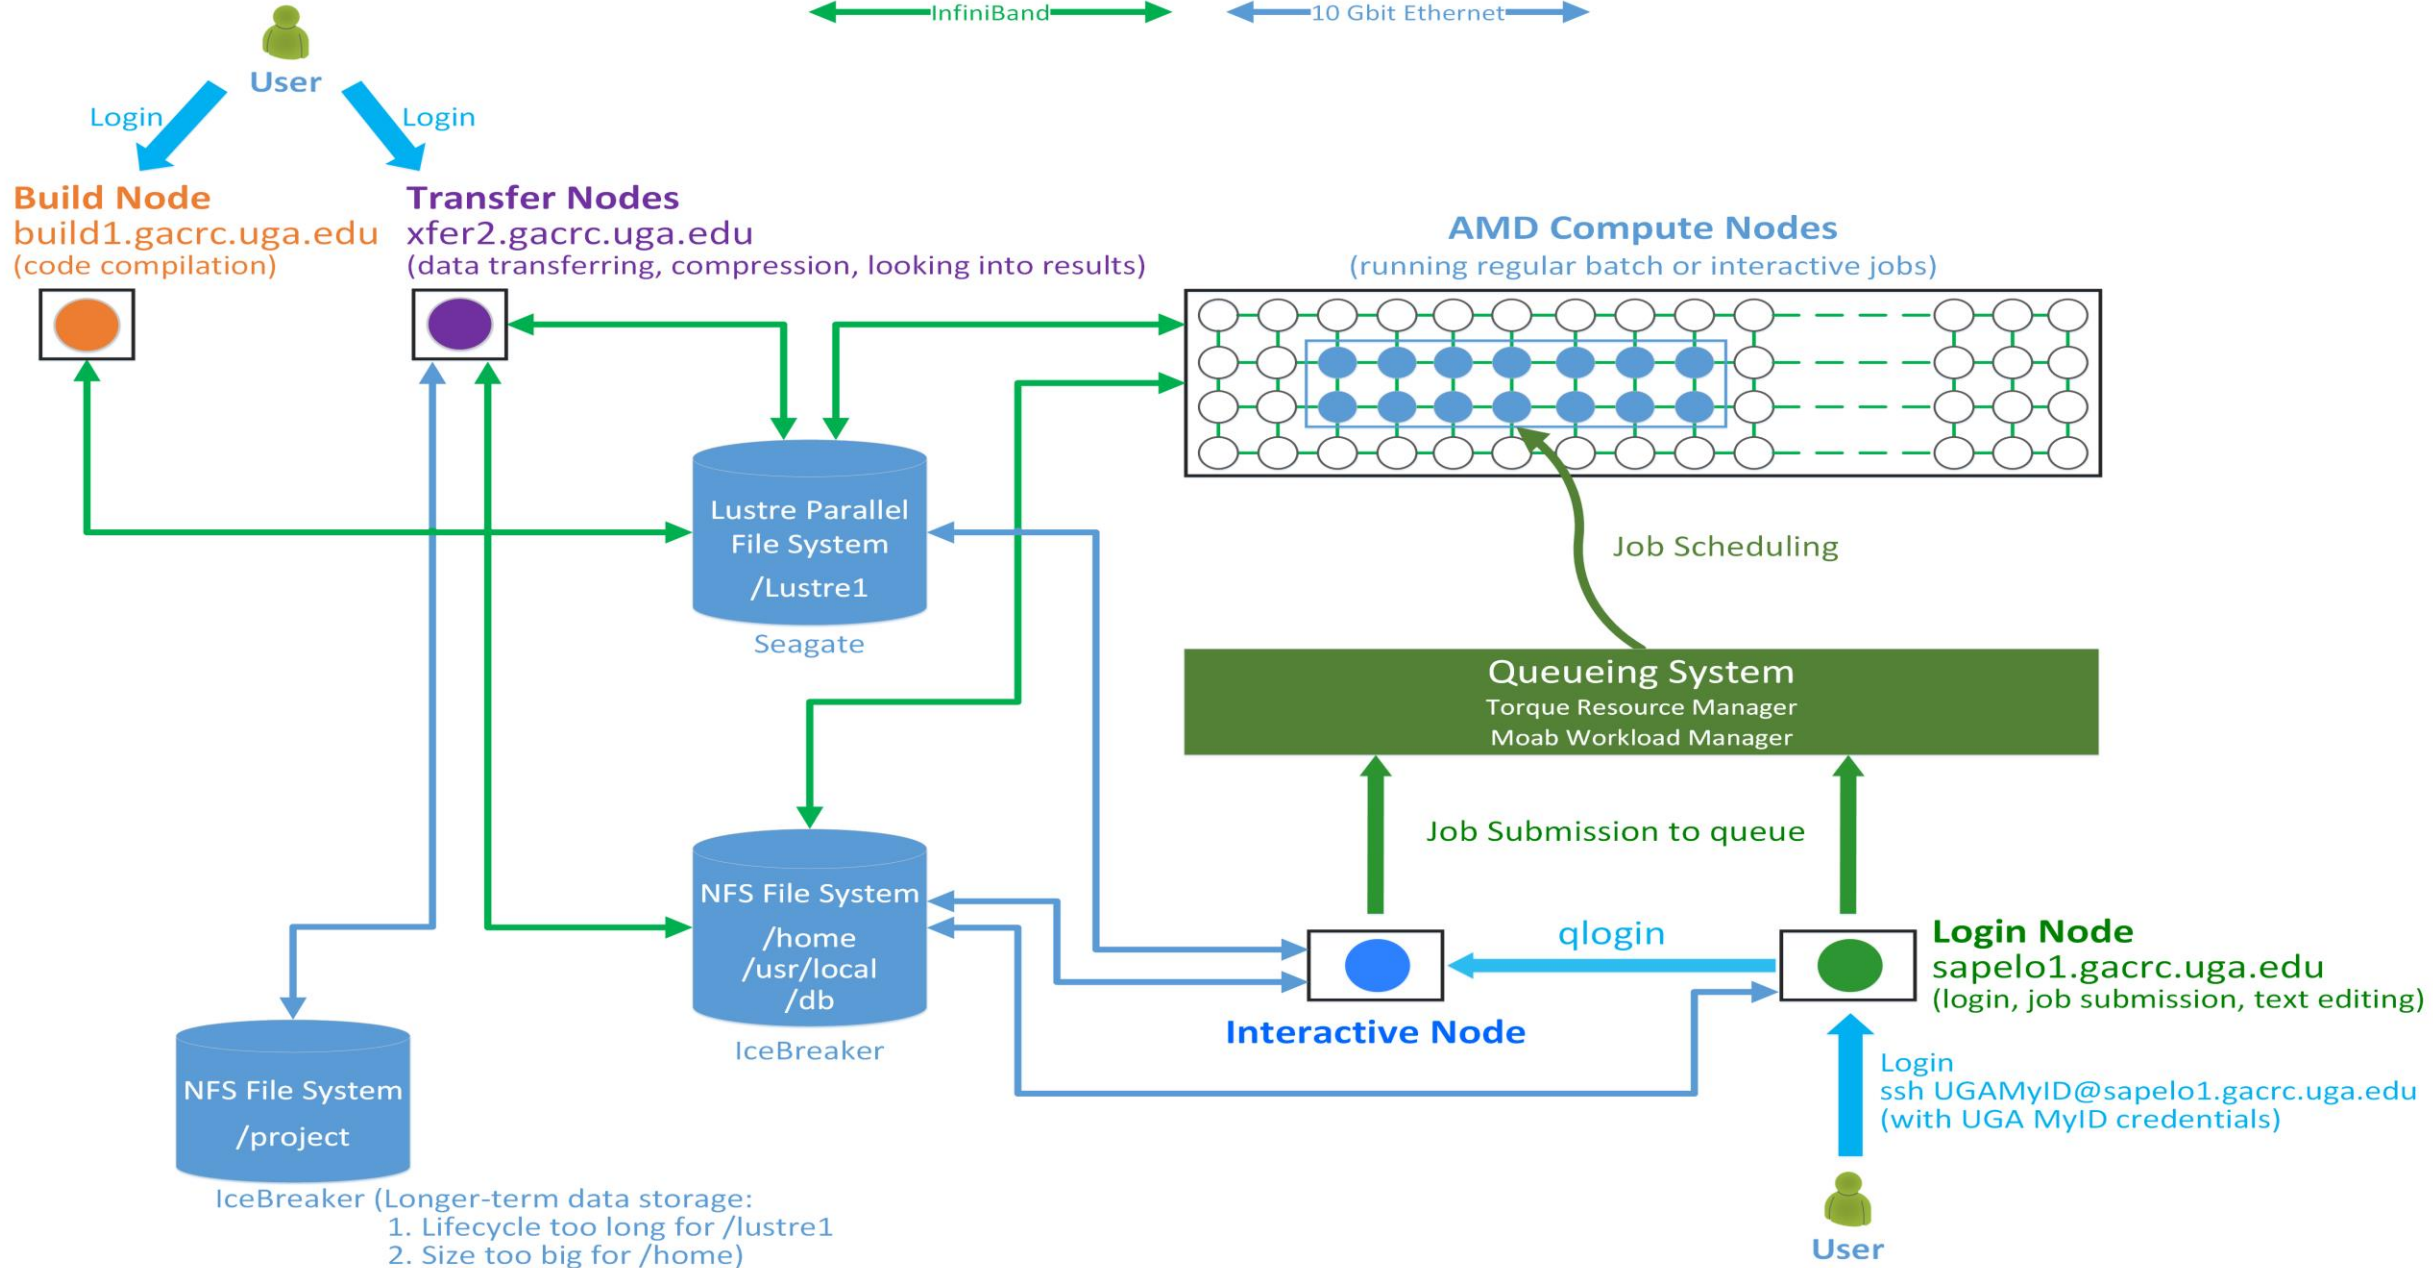 InfiniBand
10 Gbit Ethernet
User
Login
Login
Build Node
build1.gacrc.uga.edu
(code compilation)
Transfer Nodes
xfer2.gacrc.uga.edu
(data transferring, compression, looking into results)
AMD Compute Nodes
(running regular batch or interactive jobs)
Lustre Parallel
File System
/Lustre1
Seagate
Job Scheduling
Queueing System
Torque Resource Manager
Moab Workload Manager
Job Submission to queue
NFS File System
/home
/usr/local
/db
IceBreaker
qlogin
Interactive Node
Login Node
sapelo1.gacrc.uga.edu
(login, job submission, text editing)
Login
ssh UGAMyID@sapelo1.gacrc.uga.edu
(with UGA MyID credentials)
User
NFS File System
/project
IceBreaker (Longer-term data storage:
1. Lifecycle too long for /lustre1
2. Size too big for /home)